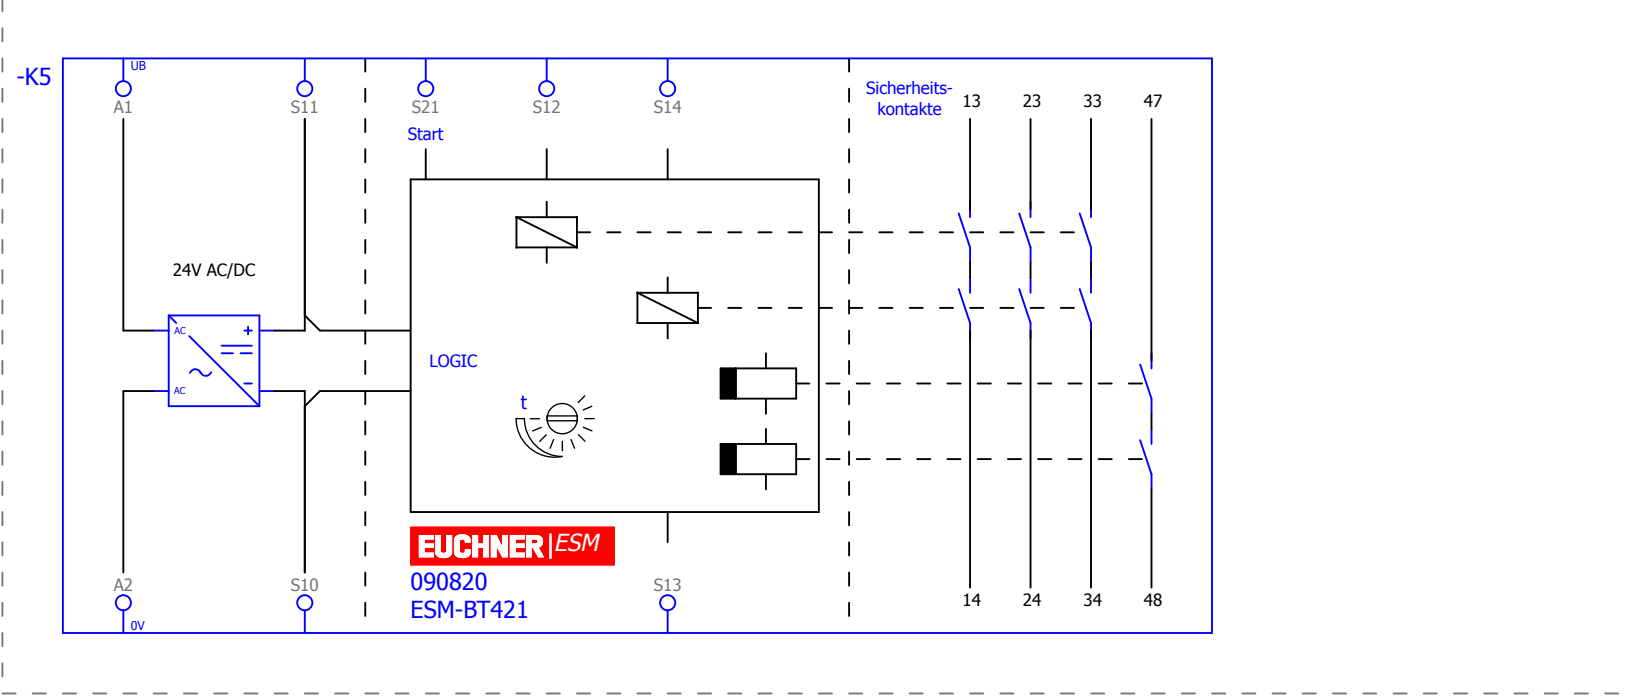 -K5
UB
A1
S11
S21
S12
S14
Start
Sicherheits-
kontakte
13
23
33
47
24V AC/DC
AC
+
AC
-
LOGIC
t
EUCHNER|ESM
090820
ESM-BT421
A2
S10
S13
14
24
34
48
0V